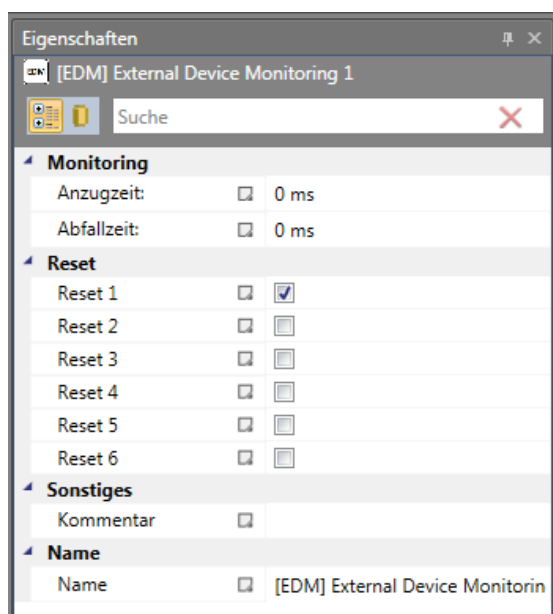 Eigenschaften
EDM [EDM] External Device Monitoring 1
Suche
Monitoring
Anzugzeit: 0 ms
Abfallzeit: 0 ms
Reset
Reset 1
Reset 2
Reset 3
Reset 4
Reset 5
Reset 6
Sonstiges
Kommentar
Name
Name [EDM] External Device Monitorin